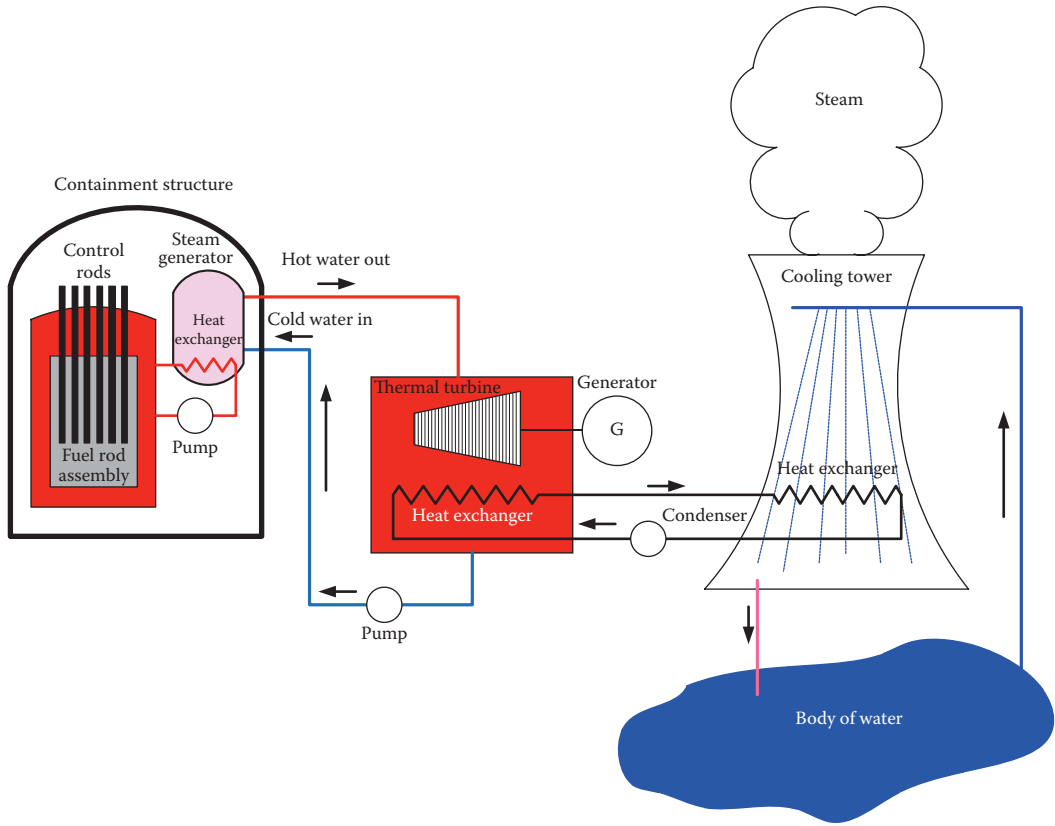 Steam
Containment structure
Steam
generator
Control
rods
Hot water out
Cooling tower
Heat
exchanger
Cold water in
Thermal turbine
Generator
G
Pump
Fuel rod
assembly
Heat exchanger
Heat exchanger
Condenser
Pump
Body of water